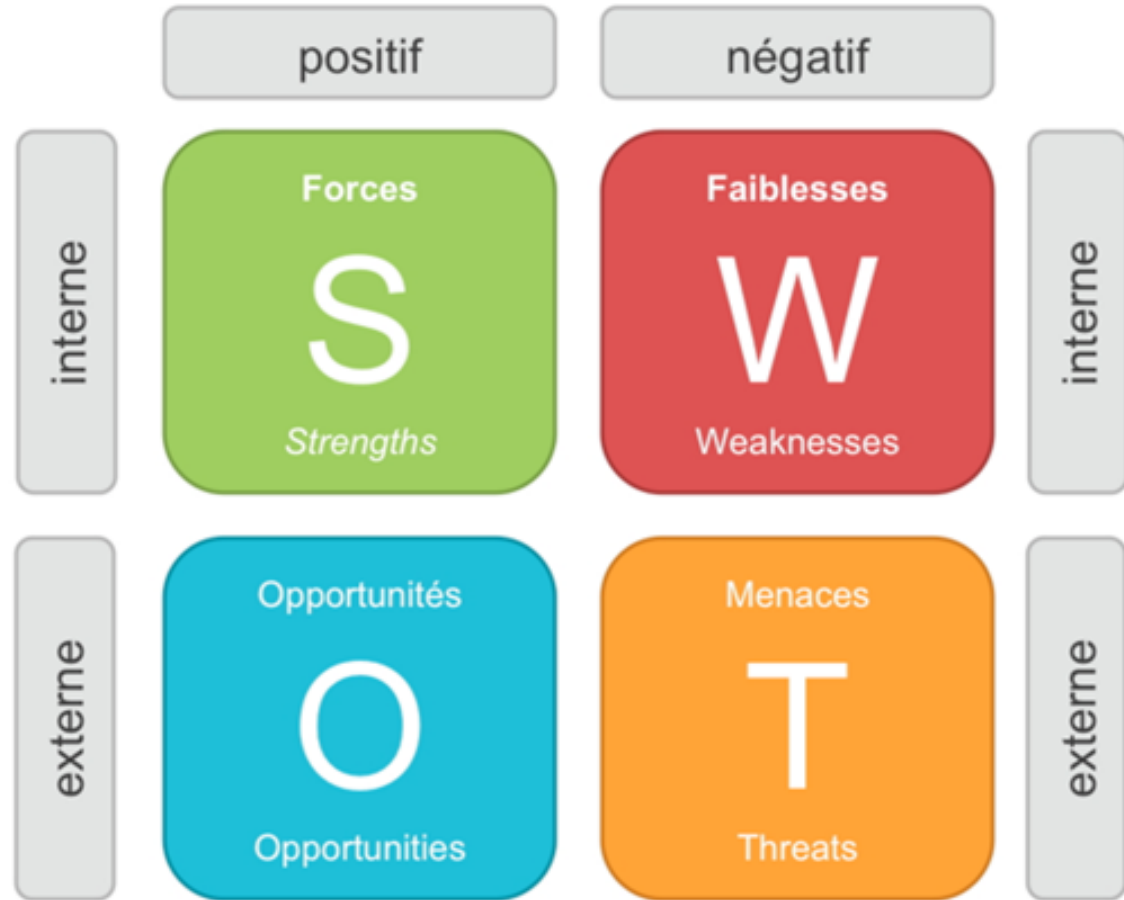 positif
négatif
interne
Forces
S
Strengths
Faiblesses
W
Weaknesses
interne
externe
Opportunités
O
Opportunities
Menaces
T
Threats
externe